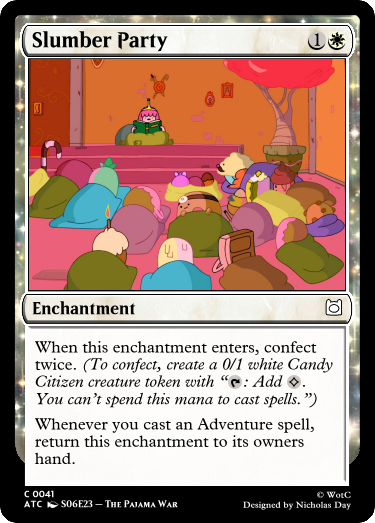 Slumber Party 1
Enchantment
When this enchantment enters, confect
twice. (To confect, create a 0/1 white Candy
Citizen creature token with “: Add .
You can’t spend this mana to cast spells.”)
Whenever you cast an Adventure spell,
return this enchantment to its owners
hand.
C 0041 © WotC
ATC S06E23 – The Pajama War Designed by Nicholas Day